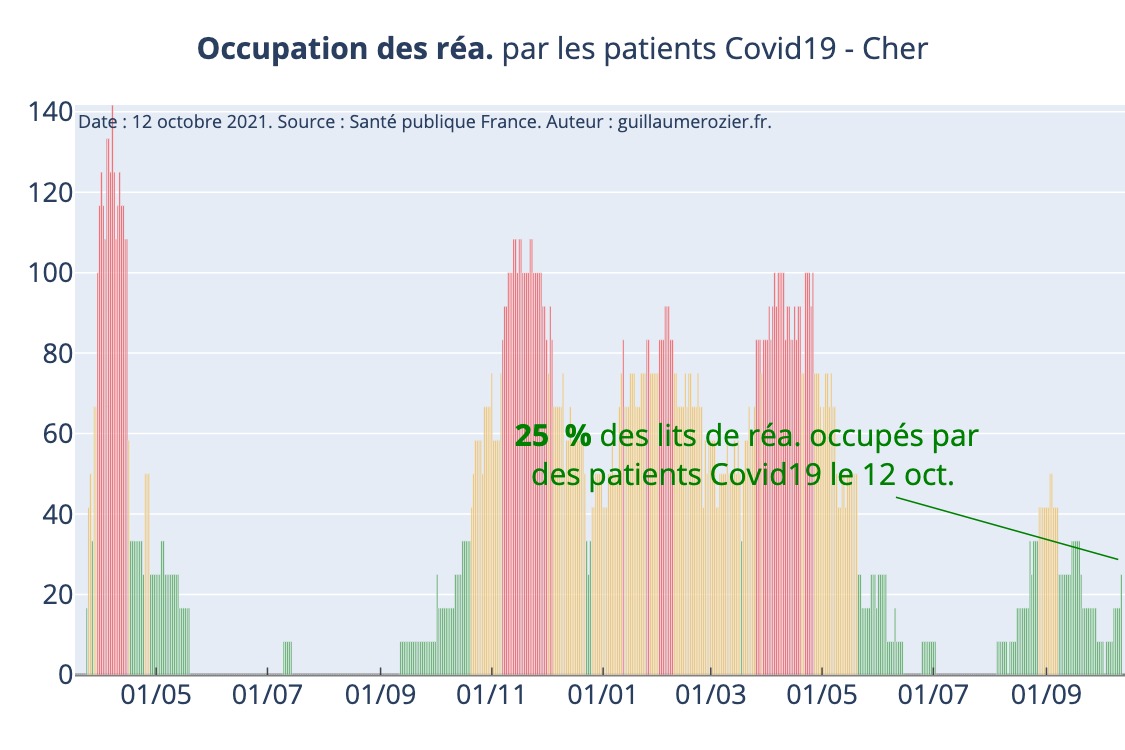 Occupation des réa. par les patients Covid19 - Cher
140
Date : 12 octobre 2021. Source : Santé publique France. Auteur : guillaumerozier.fr.
120
100
80
60
25 % des lits de réa. occupés par
des patients Covid19 le 12 oct.
40
20
0
01/05 01/07 01/09 01/11 01/01 01/03 01/05 01/07 01/09